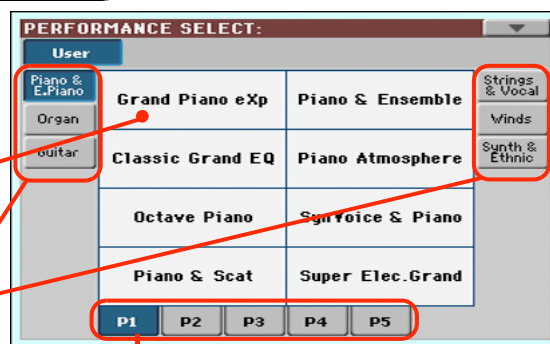 PERFORMANCE SELECT:
User
Piano &
E.Piano
Organ
Guitar
Grand Piano eXp
Piano & Ensemble
Classic Grand EQ
Piano Atmosphere
Octave Piano
SynVoice & Piano
Piano & Scat
Super Elec.Grand
Strings
& Vocal
Winds
Synth &
Ethnic
P1 P2 P3 P4 P5